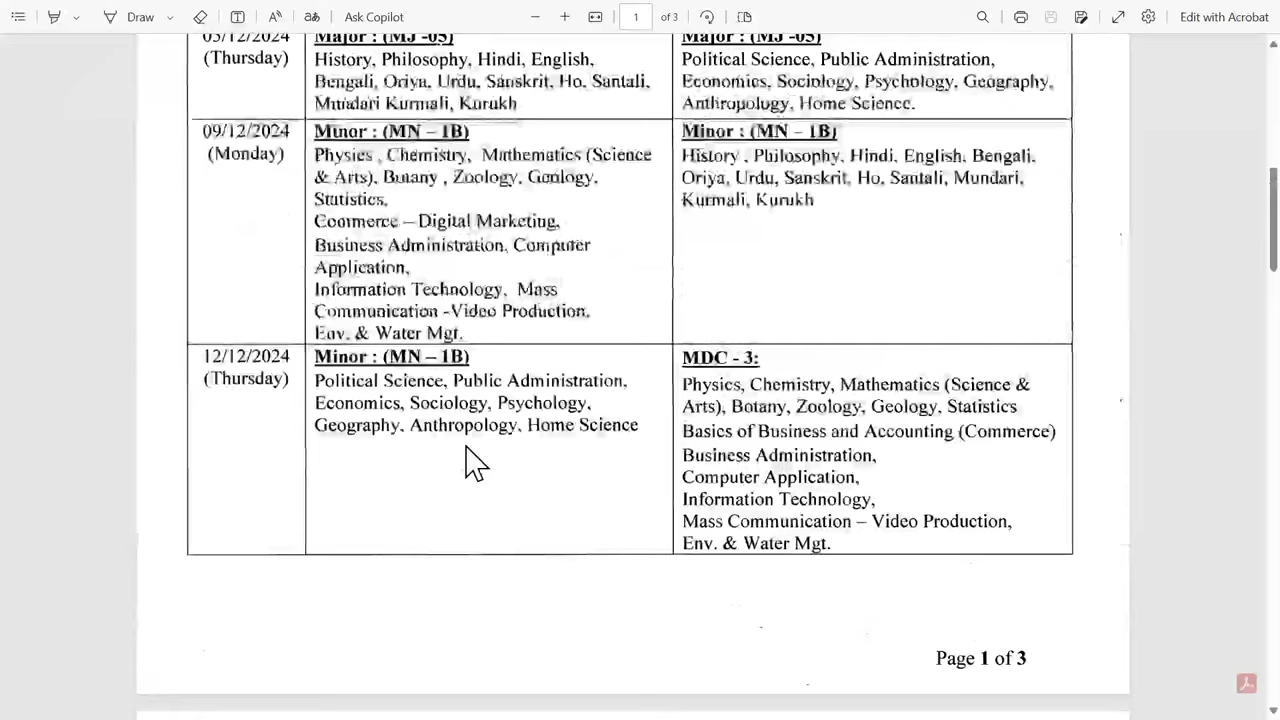 Draw
Ask Copilot
1
of 3
Edit with Acrobat
05/12/2024
(Thursday)
Major : (MJ -05)
History, Philosophy, Hindi, English,
Bengali, Oriya, Urdu, Sanskrit, Ho, Santali,
Mundari Kurmali, Kurukh
Major : (MJ -05)
Political Science, Public Administration,
Economics, Sociology, Psychology, Geography,
Anthropology, Home Science.
09/12/2024
(Monday)
Minor : (MN – 1B)
Physics , Chemistry, Mathematics (Science
& Arts), Botany , Zoology, Geology,
Statistics,
Commerce – Digital Marketing,
Business Administration, Computer
Application,
Information Technology, Mass
Communication -Video Production,
Env. & Water Mgt.
Minor : (MN – 1B)
History , Philosophy, Hindi, English, Bengali,
Oriya, Urdu, Sanskrit, Ho, Santali, Mundari,
Kurmali, Kurukh
12/12/2024
(Thursday)
Minor : (MN – 1B)
Political Science, Public Administration,
Economics, Sociology, Psychology,
Geography, Anthropology, Home Science
MDC - 3:
Physics, Chemistry, Mathematics (Science &
Arts), Botany, Zoology, Geology, Statistics
Basics of Business and Accounting (Commerce)
Business Administration,
Computer Application,
Information Technology,
Mass Communication – Video Production,
Env. & Water Mgt.
Page 1 of 3